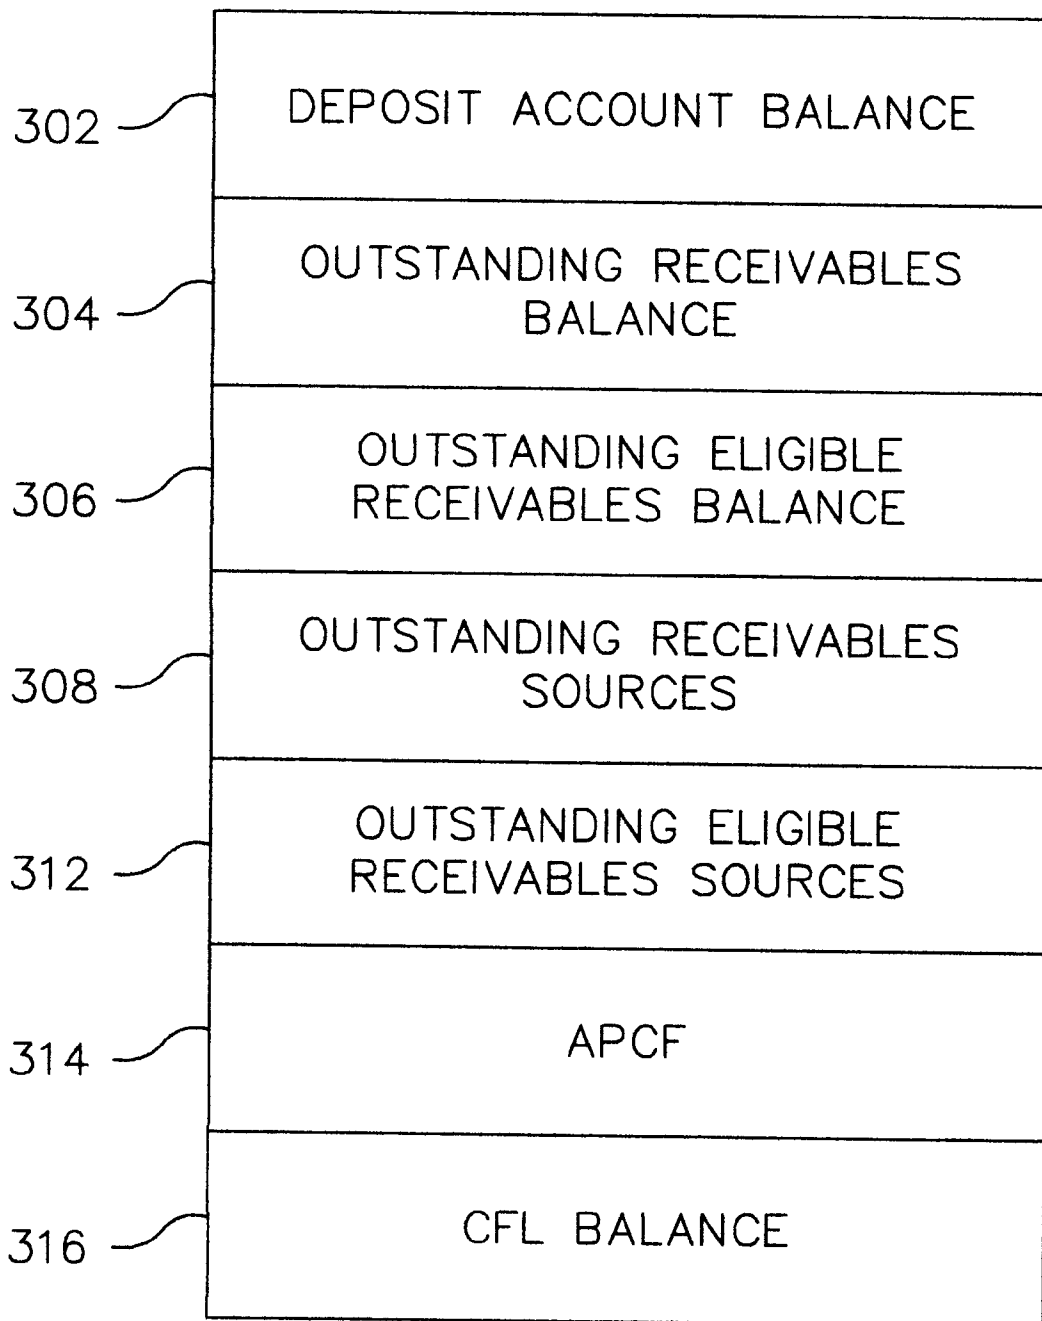 302
DEPOSIT ACCOUNT BALANCE
304
OUTSTANDING RECEIVABLES
BALANCE
306
OUTSTANDING ELIGIBLE
RECEIVABLES BALANCE
308
OUTSTANDING RECEIVABLES
SOURCES
312
OUTSTANDING ELIGIBLE
RECEIVABLES SOURCES
314
APCF
316
CFL BALANCE